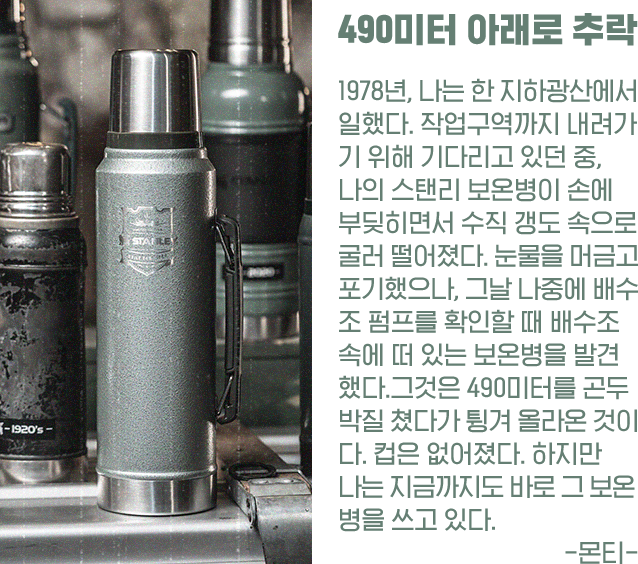 490미터 아래로 추락
1978년, 나는 한 지하광산에서
일했다. 작업구역까지 내려가
기 위해 기다리고 있던 중,
나의 스탠리 보온병이 손에
부딪히면서 수직 갱도 속으로
굴러 떨어졌다. 눈물을 머금고
포기했으나, 그날 나중에 배수
조 펌프를 확인할 때 배수조
속에 떠 있는 보온병을 발견
했다.그것은 490미터를 곤두
박질 쳤다가 튕겨 올라온 것이
다. 컵은 없어졌다. 하지만
나는 지금까지도 바로 그 보온
병을 쓰고 있다.
-몬티-
-1920's-